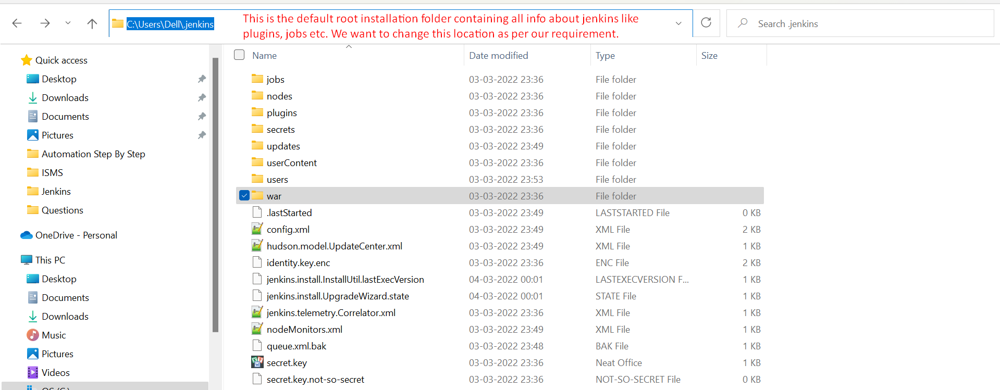 C:\Users\Dell\.jenkins
This is the default root installation folder containing all info about jenkins like
plugins, jobs etc. We want to change this location as per our requirement.
Search .jenkins
Quick access
Desktop
Downloads
Documents
Pictures
Automation Step By Step
ISMS
Jenkins
Questions
OneDrive - Personal
This PC
Desktop
Documents
Downloads
Music
Pictures
Videos
OS (C:)
Name Date modified Type Size
jobs 03-03-2022 23:36 File folder
nodes 03-03-2022 23:36 File folder
plugins 03-03-2022 23:36 File folder
secrets 03-03-2022 23:36 File folder
updates 03-03-2022 23:49 File folder
userContent 03-03-2022 23:36 File folder
users 03-03-2022 23:53 File folder
war 03-03-2022 23:36 File folder
.lastStarted 03-03-2022 23:49 LASTSTARTED File 0 KB
config.xml 03-03-2022 23:49 XML File 2 KB
hudson.model.UpdateCenter.xml 03-03-2022 23:49 XML File 1 KB
identity.key.enc 03-03-2022 23:36 ENC File 2 KB
jenkins.install.InstallUtil.lastExecVersion 04-03-2022 00:01 LASTEXECVERSION F... 1 KB
jenkins.install.UpgradeWizard.state 04-03-2022 00:01 STATE File 1 KB
jenkins.telemetry.Correlator.xml 03-03-2022 23:36 XML File 1 KB
nodeMonitors.xml 03-03-2022 23:49 XML File 1 KB
queue.xml.bak 03-03-2022 23:48 BAK File 1 KB
secret.key 03-03-2022 23:36 Neat Office 1 KB
secret.key.not-so-secret 03-03-2022 23:36 NOT-SO-SECRET File 0 KB